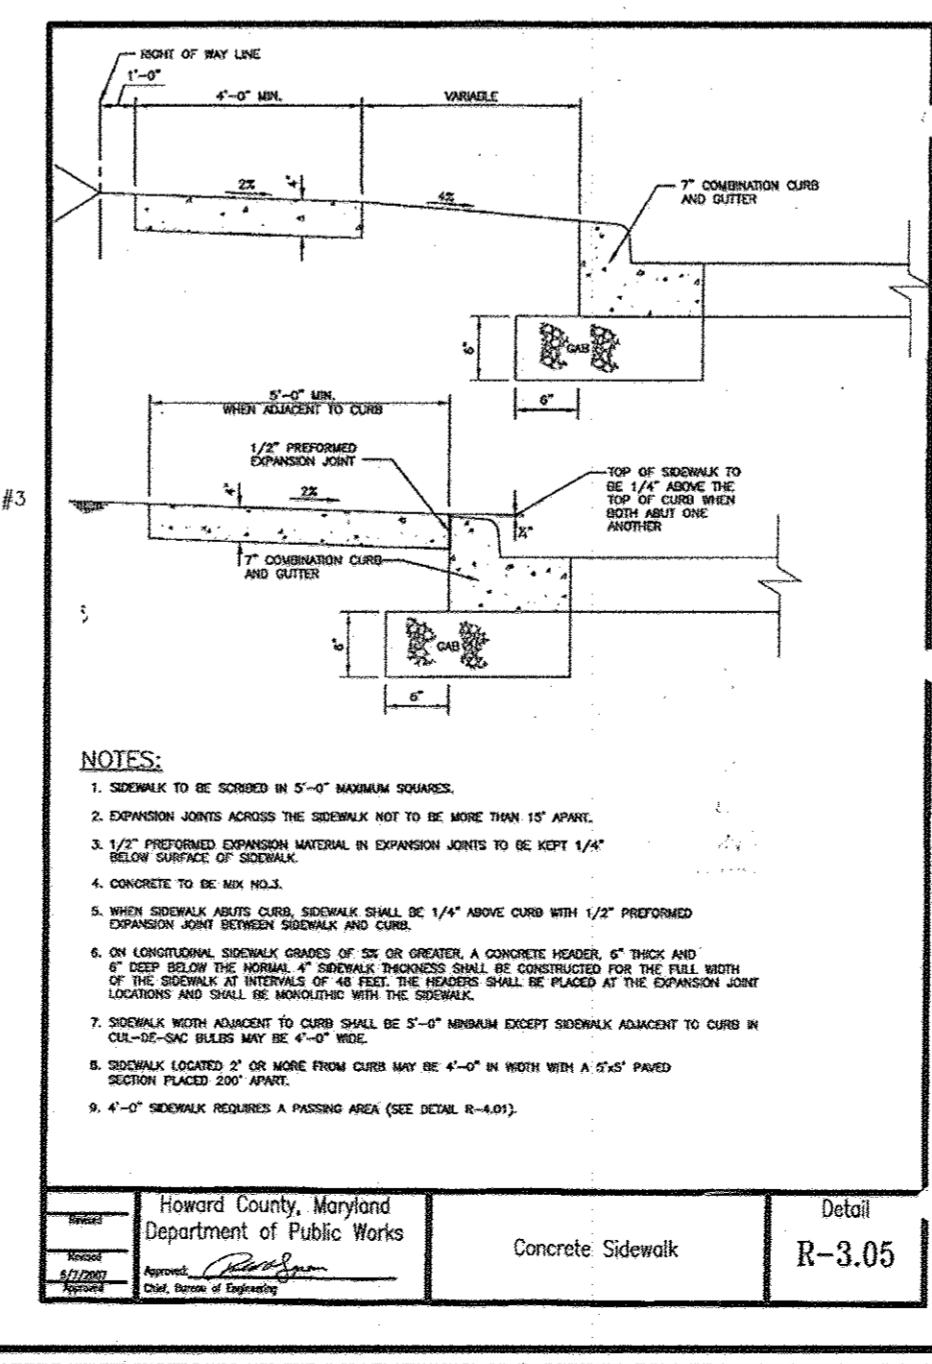 RIGHT OF WAY LINE
1'-0"
4'-0" MIN.
VARIABLE
2%
4"
4%
7" COMBINATION CURB
AND GUTTER
6"
GAB
6"
5'-0" MIN.
WHEN ADJACENT TO CURB
1/2" PREFORMED
EXPANSION JOINT
#3
4"
2%
TOP OF SIDEWALK TO
BE 1/4" ABOVE THE
TOP OF CURB WHEN
BOTH ABUT ONE
ANOTHER
¼"
7" COMBINATION CURB
AND GUTTER
6"
GAB
6"
NOTES:
1. SIDEWALK TO BE SCRIBED IN 5'-0" MAXIMUM SQUARES.
2. EXPANSION JOINTS ACROSS THE SIDEWALK NOT TO BE MORE THAN 15' APART.
3. 1/2" PREFORMED EXPANSION MATERIAL IN EXPANSION JOINTS TO BE KEPT 1/4"
BELOW SURFACE OF SIDEWALK.
4. CONCRETE TO BE MIX NO.3.
5. WHEN SIDEWALK ABUTS CURB, SIDEWALK SHALL BE 1/4" ABOVE CURB WITH 1/2" PREFORMED
EXPANSION JOINT BETWEEN SIDEWALK AND CURB.
6. ON LONGITUDINAL SIDEWALK GRADES OF 5% OR GREATER, A CONCRETE HEADER, 6" THICK AND
6" DEEP BELOW THE NORMAL 4" SIDEWALK THICKNESS SHALL BE CONSTRUCTED FOR THE FULL WIDTH
OF THE SIDEWALK AT INTERVALS OF 48 FEET. THE HEADERS SHALL BE PLACED AT THE EXPANSION JOINT
LOCATIONS AND SHALL BE MONOLITHIC WITH THE SIDEWALK.
7. SIDEWALK WIDTH ADJACENT TO CURB SHALL BE 5'-0" MINIMUM EXCEPT SIDEWALK ADJACENT TO CURB IN
CUL-DE-SAC BULBS MAY BE 4'-0" WIDE.
8. SIDEWALK LOCATED 2' OR MORE FROM CURB MAY BE 4'-0" IN WIDTH WITH A 5'x5' PAVED
SECTION PLACED 200' APART.
9. 4'-0" SIDEWALK REQUIRES A PASSING AREA (SEE DETAIL R-4.01).
Revised
Revised
6/7/2007
Approved
Howard County, Maryland
Department of Public Works
Approved:
Chief, Bureau of Engineering
Concrete Sidewalk
Detail
R-3.05